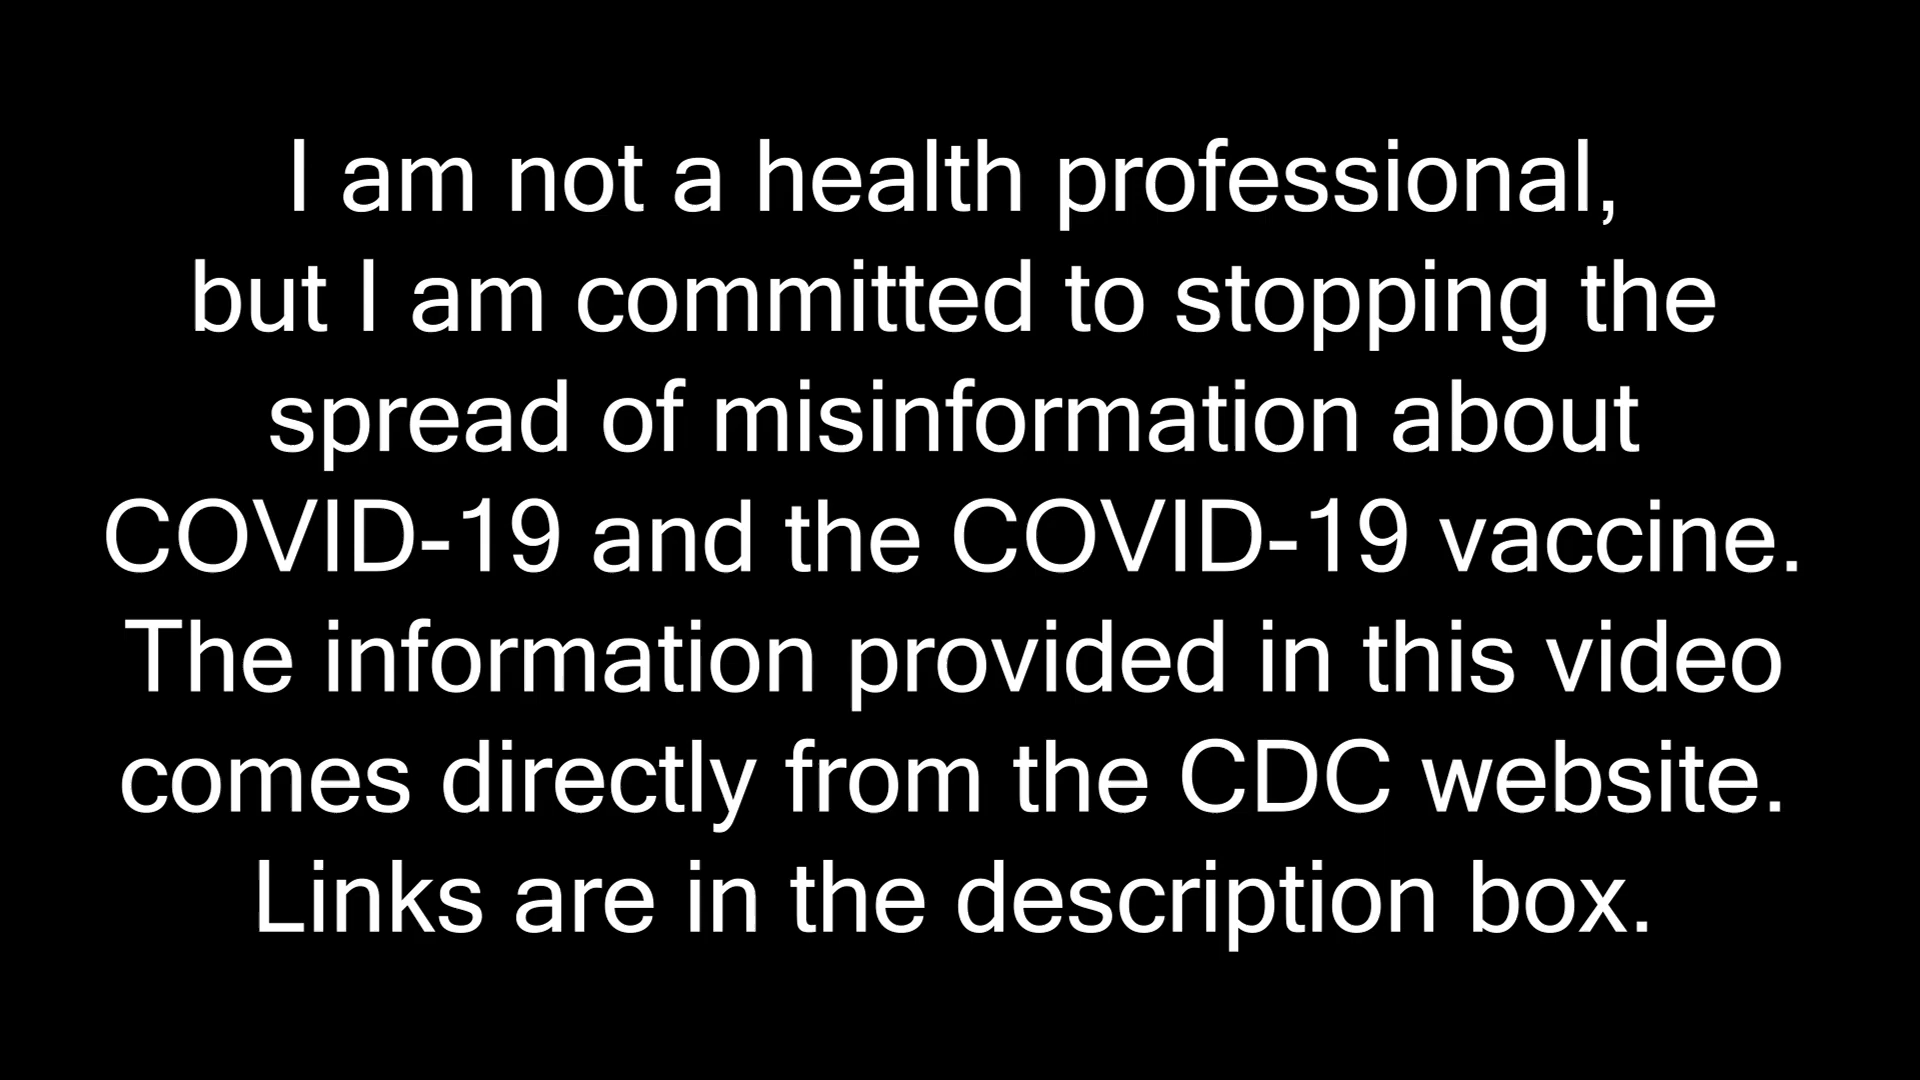 I am not a health professional,
but I am committed to stopping the
spread of misinformation about
COVID-19 and the COVID-19 vaccine.
The information provided in this video
comes directly from the CDC website.
Links are in the description box.